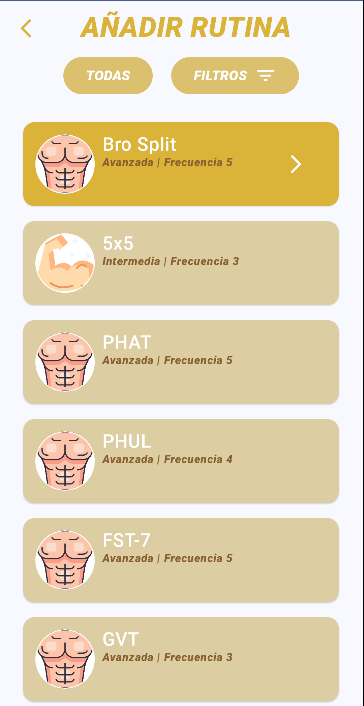 AÑADIR RUTINA
TODAS
FILTROS
Bro Split
Avanzada | Frecuencia 5
5x5
Intermedia | Frecuencia 3
PHAT
Avanzada | Frecuencia 5
PHUL
Avanzada | Frecuencia 4
FST-7
Avanzada | Frecuencia 5
GVT
Avanzada | Frecuencia 3